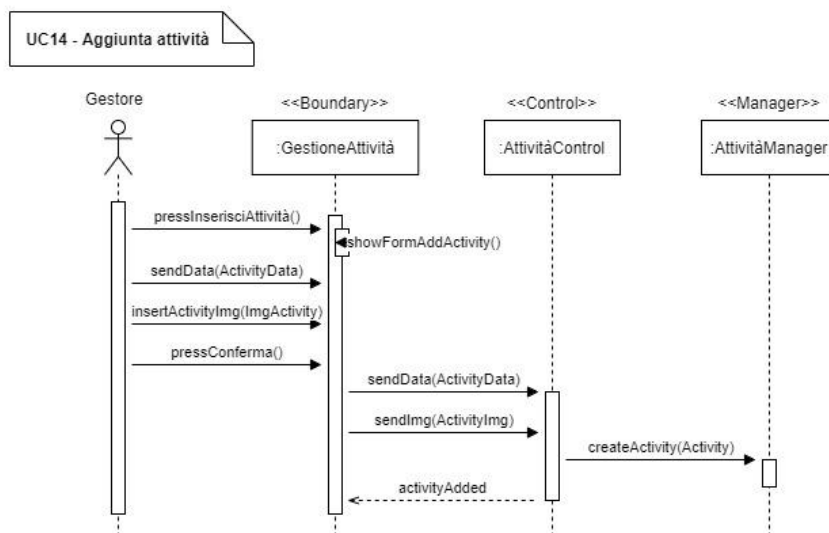 UC14 - Aggiunta attività
Gestore
<<Boundary>>
<<Control>>
<<Manager>>
:GestioneAttività
:AttivitàControl
:AttivitàManager
pressInserisciAttività()
showFormAddActivity()
sendData(ActivityData)
insertActivityImg(ImgActivity)
pressConferma()
sendData(ActivityData)
sendImg(ActivityImg)
createActivity(Activity)
activityAdded